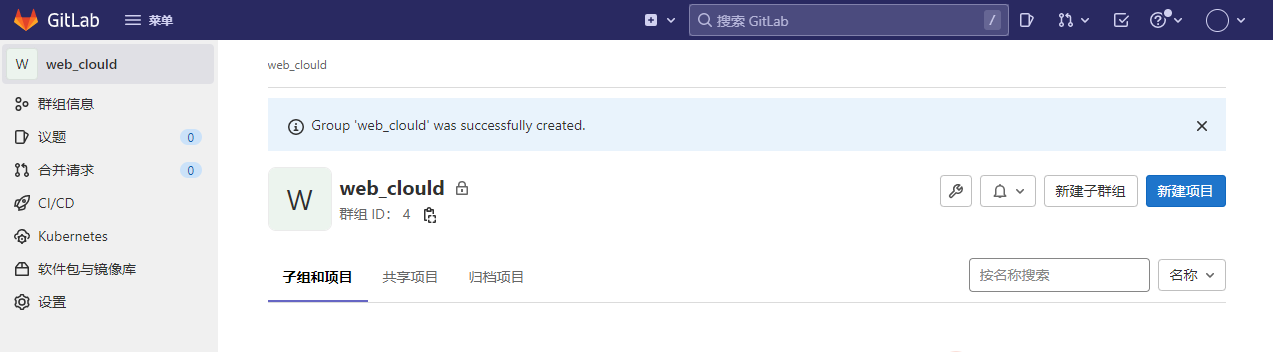 GitLab 菜单 搜索 GitLab /
W web_clould
web_clould
群组信息
议题 0
合并请求 0
CI/CD
Kubernetes
软件包与镜像库
设置
Group 'web_clould' was successfully created.
W
web_clould
群组 ID： 4
新建子群组 新建项目
子组和项目 共享项目 归档项目 按名称搜索 名称